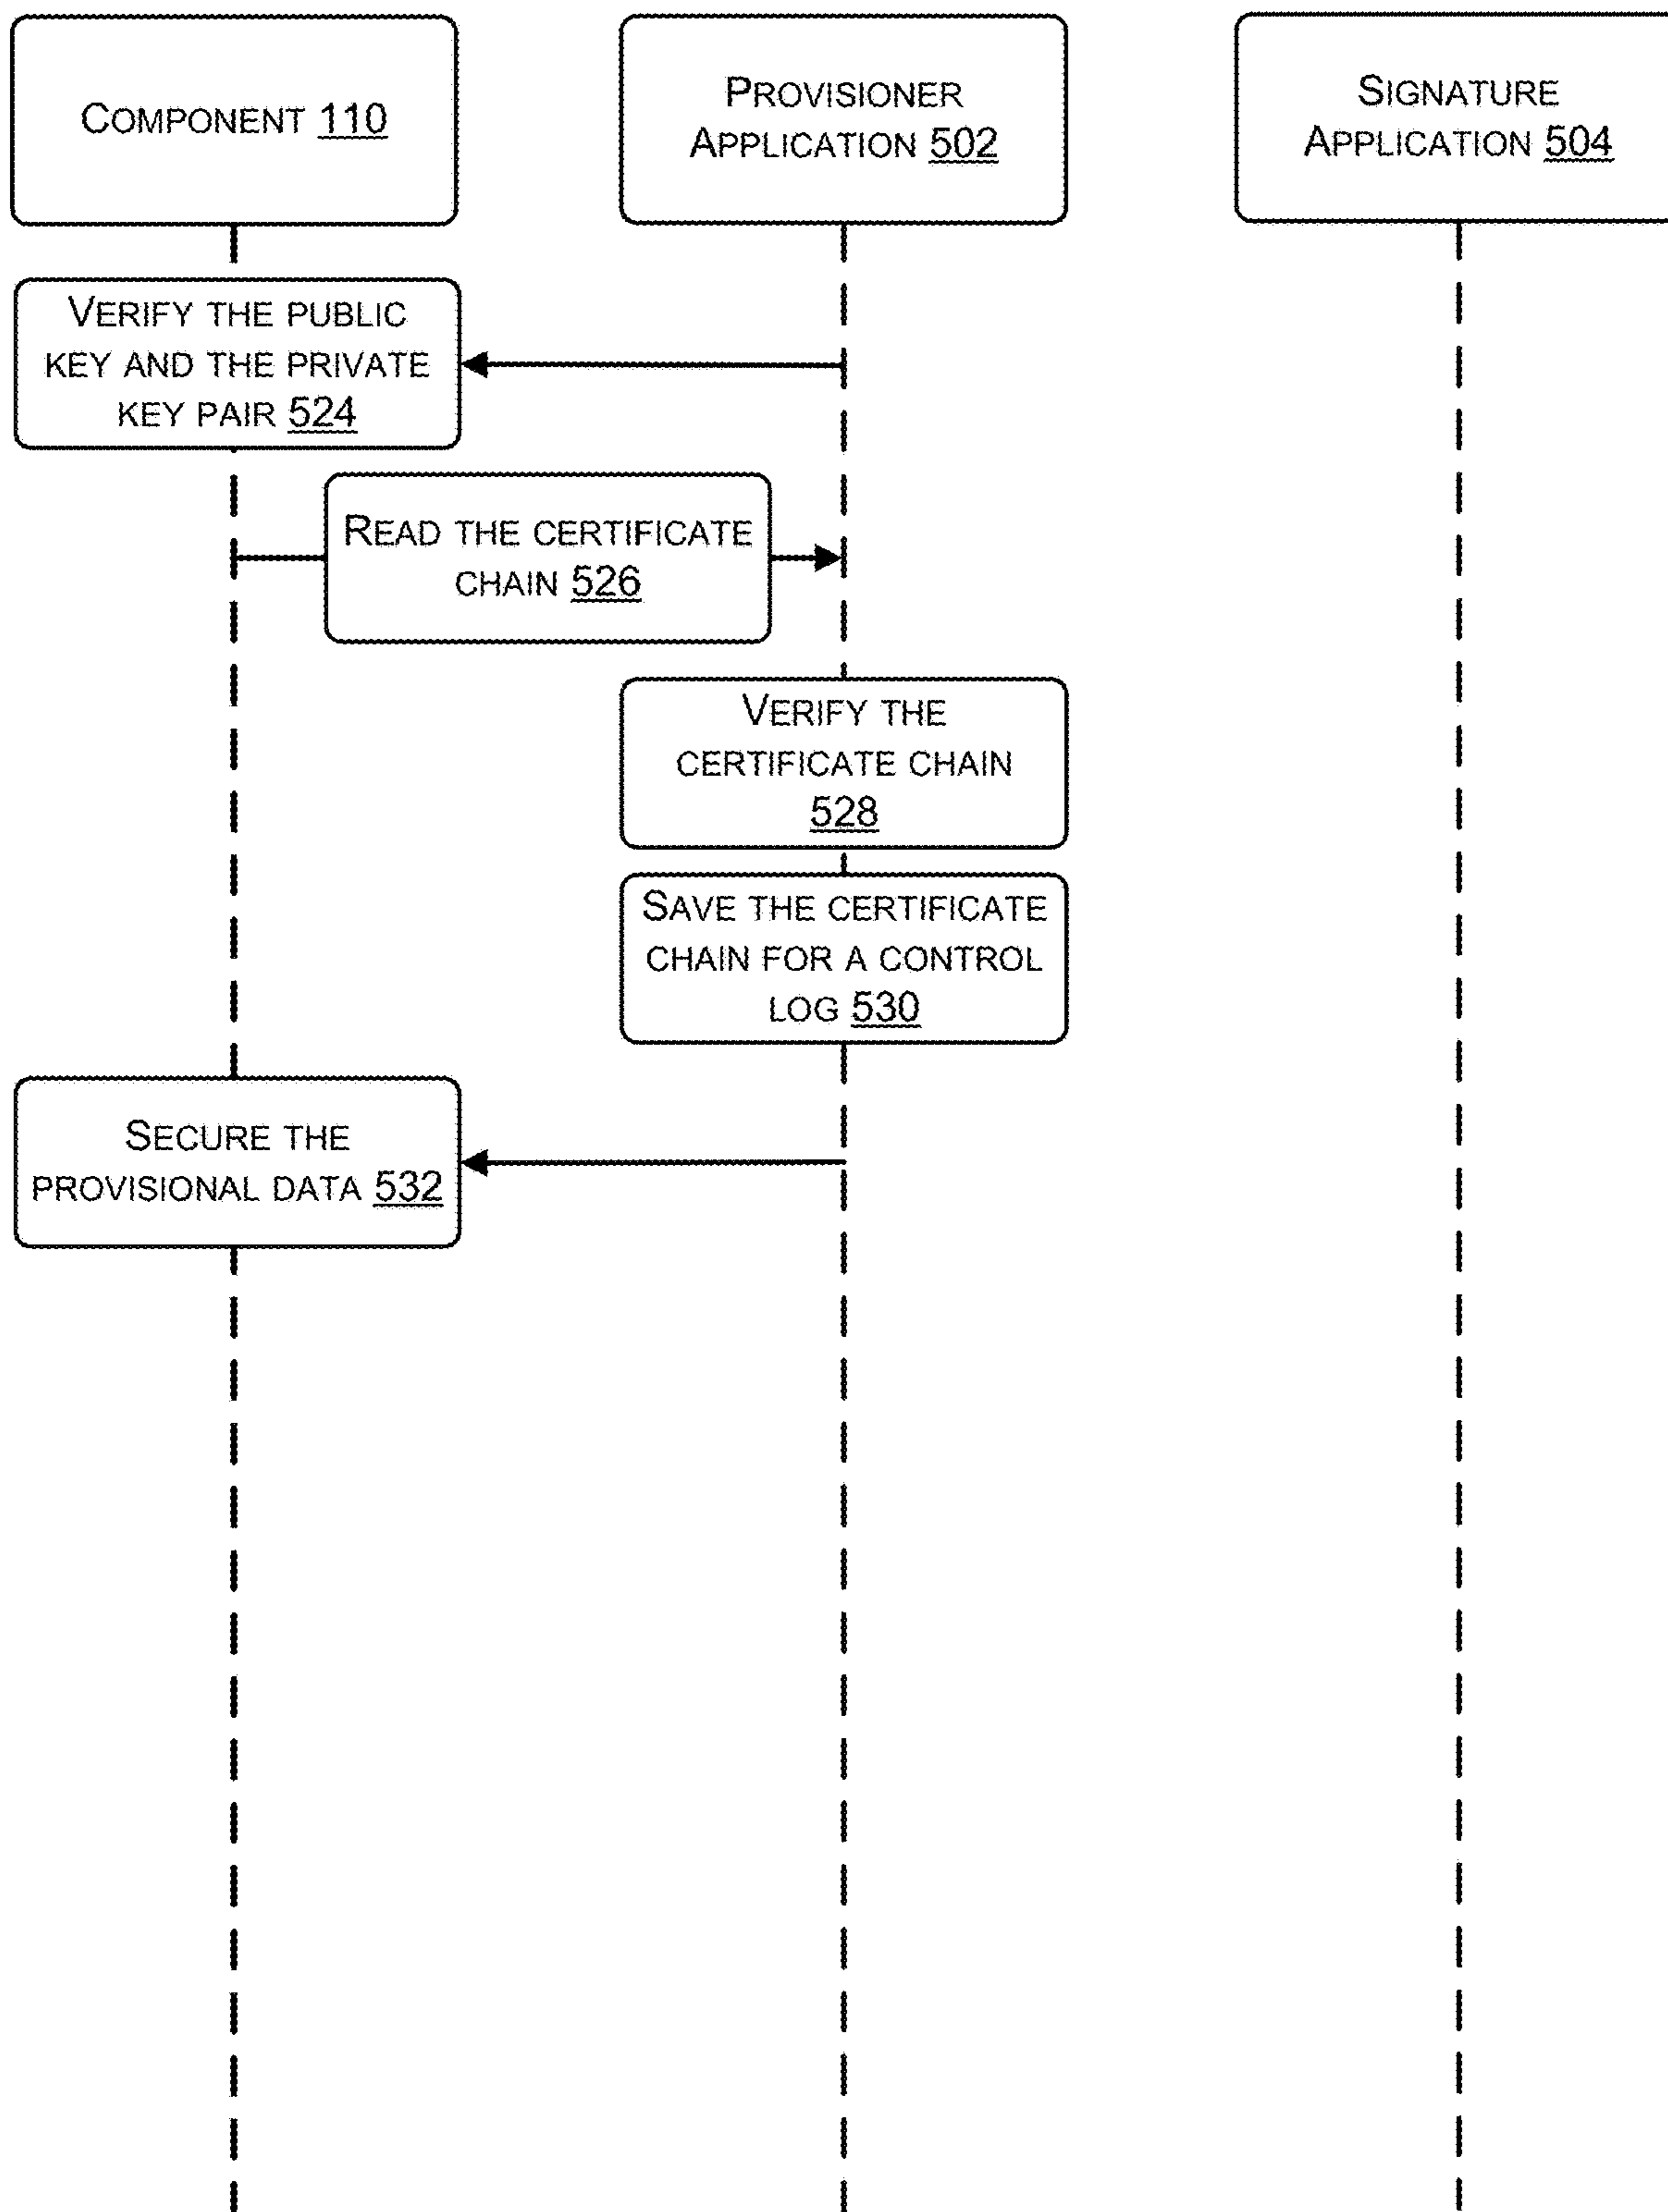 COMPONENT 110
PROVISIONER
APPLICATION 502
SIGNATURE
APPLICATION 504
VERIFY THE PUBLIC
KEY AND THE PRIVATE
KEY PAIR 524
READ THE CERTIFICATE
CHAIN 526
VERIFY THE
CERTIFICATE CHAIN
528
SAVE THE CERTIFICATE
CHAIN FOR A CONTROL
LOG 530
SECURE THE
PROVISIONAL DATA 532